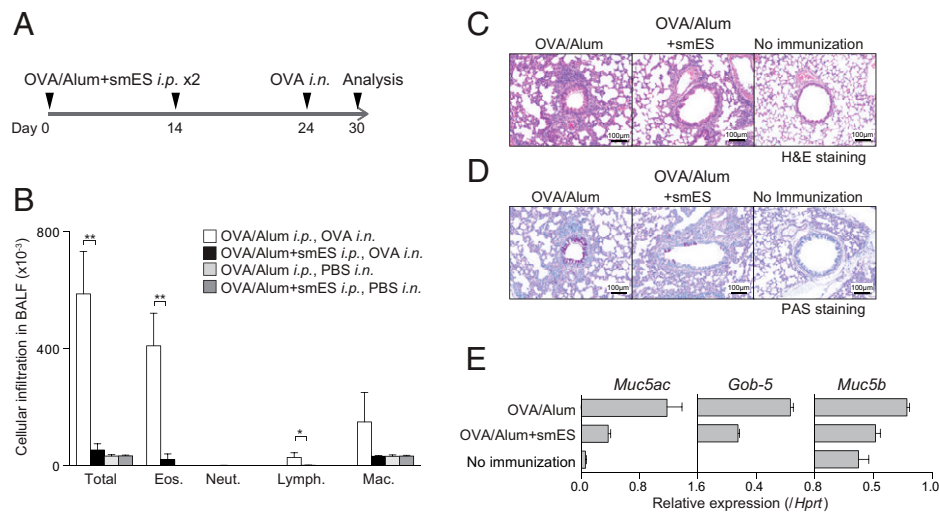 A
OVA/Alum+smES i.p. x2
OVA i.n.
Analysis
Day 0
14
24
30
B
Cellular infiltration in BALF (x10-3)
800
400
0
**
**
*
OVA/Alum i.p., OVA i.n.
OVA/Alum+smES i.p., OVA i.n.
OVA/Alum i.p., PBS i.n.
OVA/Alum+smES i.p., PBS i.n.
Total
Eos.
Neut.
Lymph.
Mac.
C
OVA/Alum
OVA/Alum
+smES
No immunization
100µm
100µm
100µm
H&E staining
D
OVA/Alum
OVA/Alum
+smES
No Immunization
100µm
100µm
100µm
PAS staining
E
Muc5ac
Gob-5
Muc5b
OVA/Alum
OVA/Alum+smES
No immunization
0.0
0.8
1.6
0.4
0.8
0.5
1.0
Relative expression (/Hprt)